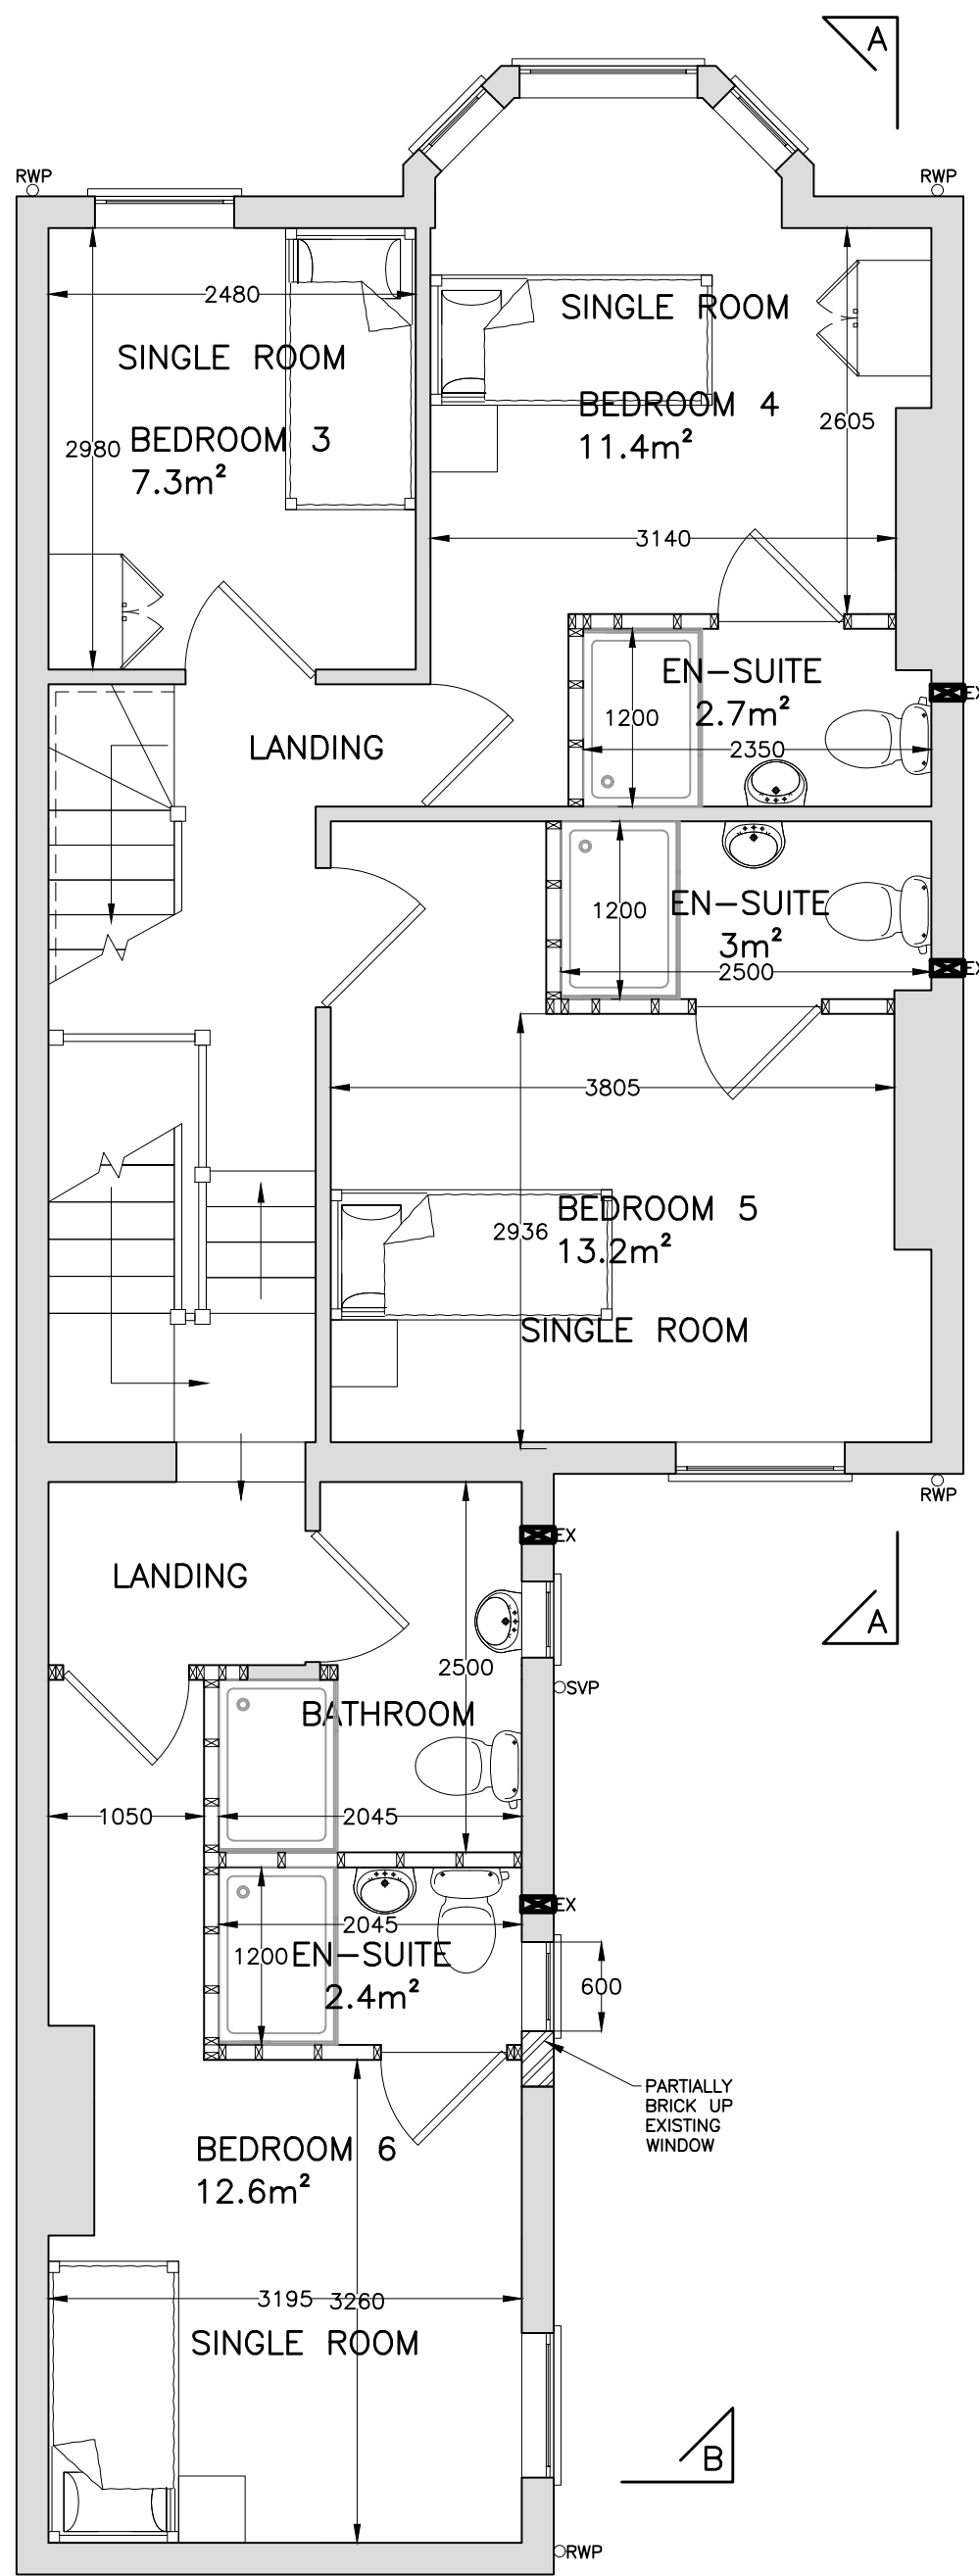 A
RWP
RWP
2480
SINGLE ROOM
SINGLE ROOM
BEDROOM 4
11.4m²
2605
BEDROOM 3
7.3m²
2980
3140
EN-SUITE
2.7m²
EX
1200
2350
LANDING
1200
EN-SUITE
3m²
2500
EX
3805
BEDROOM 5
13.2m²
2936
SINGLE ROOM
RWP
EX
LANDING
A
2500
SVP
BATHROOM
1050
2045
EX
2045
1200
EN-SUITE
2.4m²
600
PARTIALLY
BRICK UP
EXISTING
WINDOW
BEDROOM 6
12.6m²
3195
3260
SINGLE ROOM
B
RWP